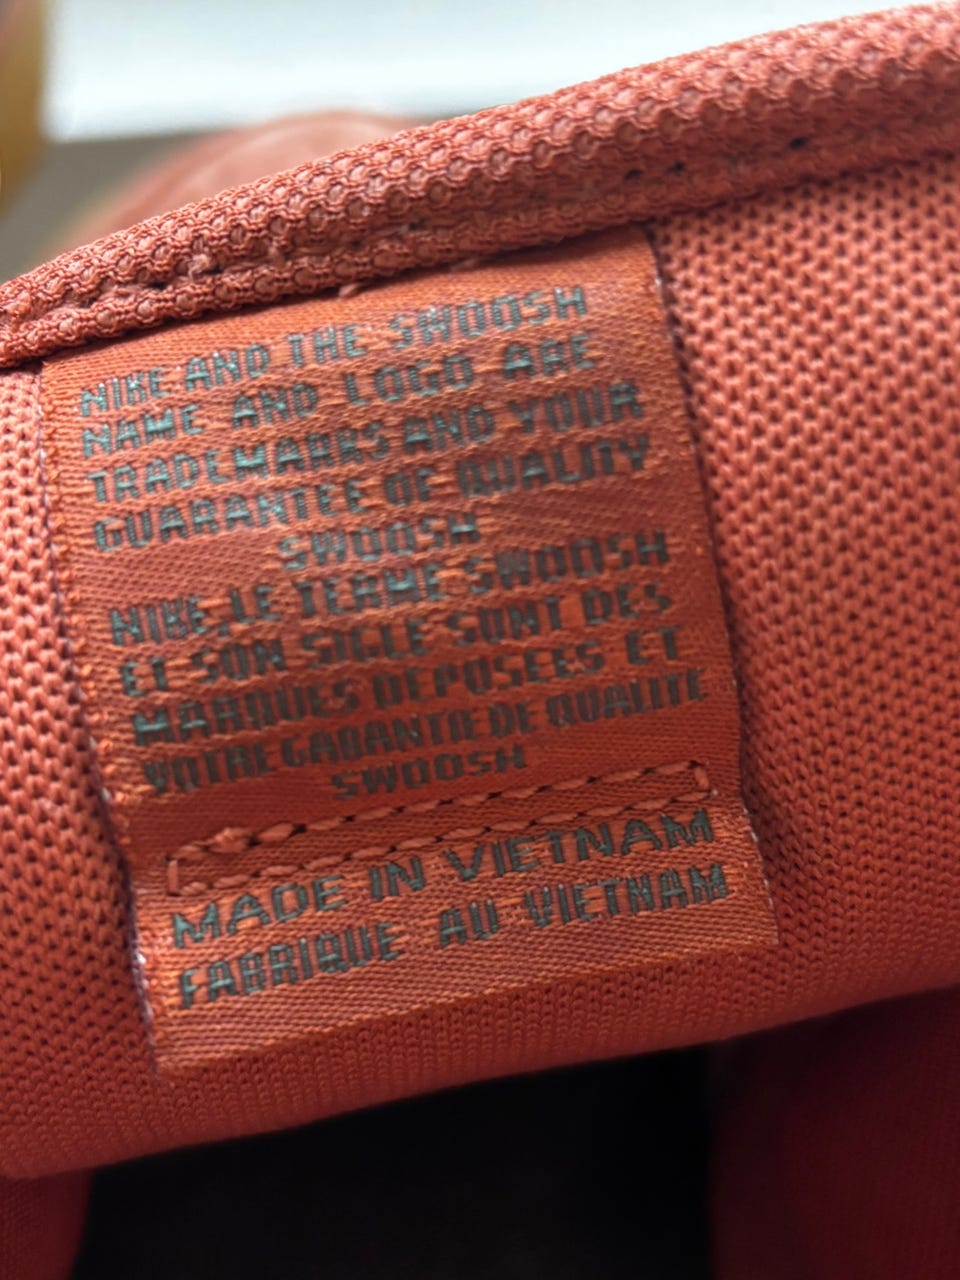 NIKE AND THE SWOOSH
NAME AND LOGO ARE
TRADEMARKS AND YOUR
GUARANTEE OF QUALITY
SWOOSH
NIKE, LE TERME SWOOSH
ET SON SIGLE SONT DES
MARQUES DEPOSEES ET
VOTRE GARANTIE DE QUALITE
SWOOSH
MADE IN VIETNAM
FABRIQUE AU VIETNAM